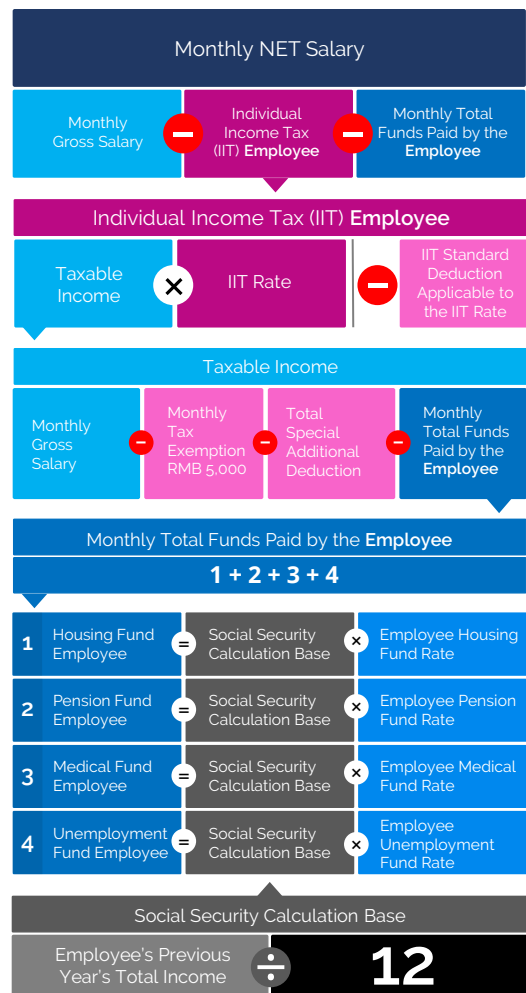 Monthly NET Salary
Monthly
Gross Salary
−
Individual
Income Tax
(IIT) Employee
−
Monthly Total
Funds Paid by the
Employee
Individual Income Tax (IIT) Employee
Taxable
Income
×
IIT Rate
−
IIT Standard
Deduction
Applicable to
the IIT Rate
Taxable Income
Monthly
Gross
Salary
−
Monthly
Tax
Exemption
RMB 5,000
−
Total
Special
Additional
Deduction
−
Monthly
Total Funds
Paid by the
Employee
Monthly Total Funds Paid by the Employee
1 + 2 + 3 + 4
1
Housing Fund
Employee
=
Social Security
Calculation Base
×
Employee Housing
Fund Rate
2
Pension Fund
Employee
=
Social Security
Calculation Base
×
Employee Pension
Fund Rate
3
Medical Fund
Employee
=
Social Security
Calculation Base
×
Employee Medical
Fund Rate
4
Unemployment
Fund Employee
=
Social Security
Calculation Base
×
Employee
Unemployment
Fund Rate
Social Security Calculation Base
Employee's Previous
Year's Total Income
÷
12